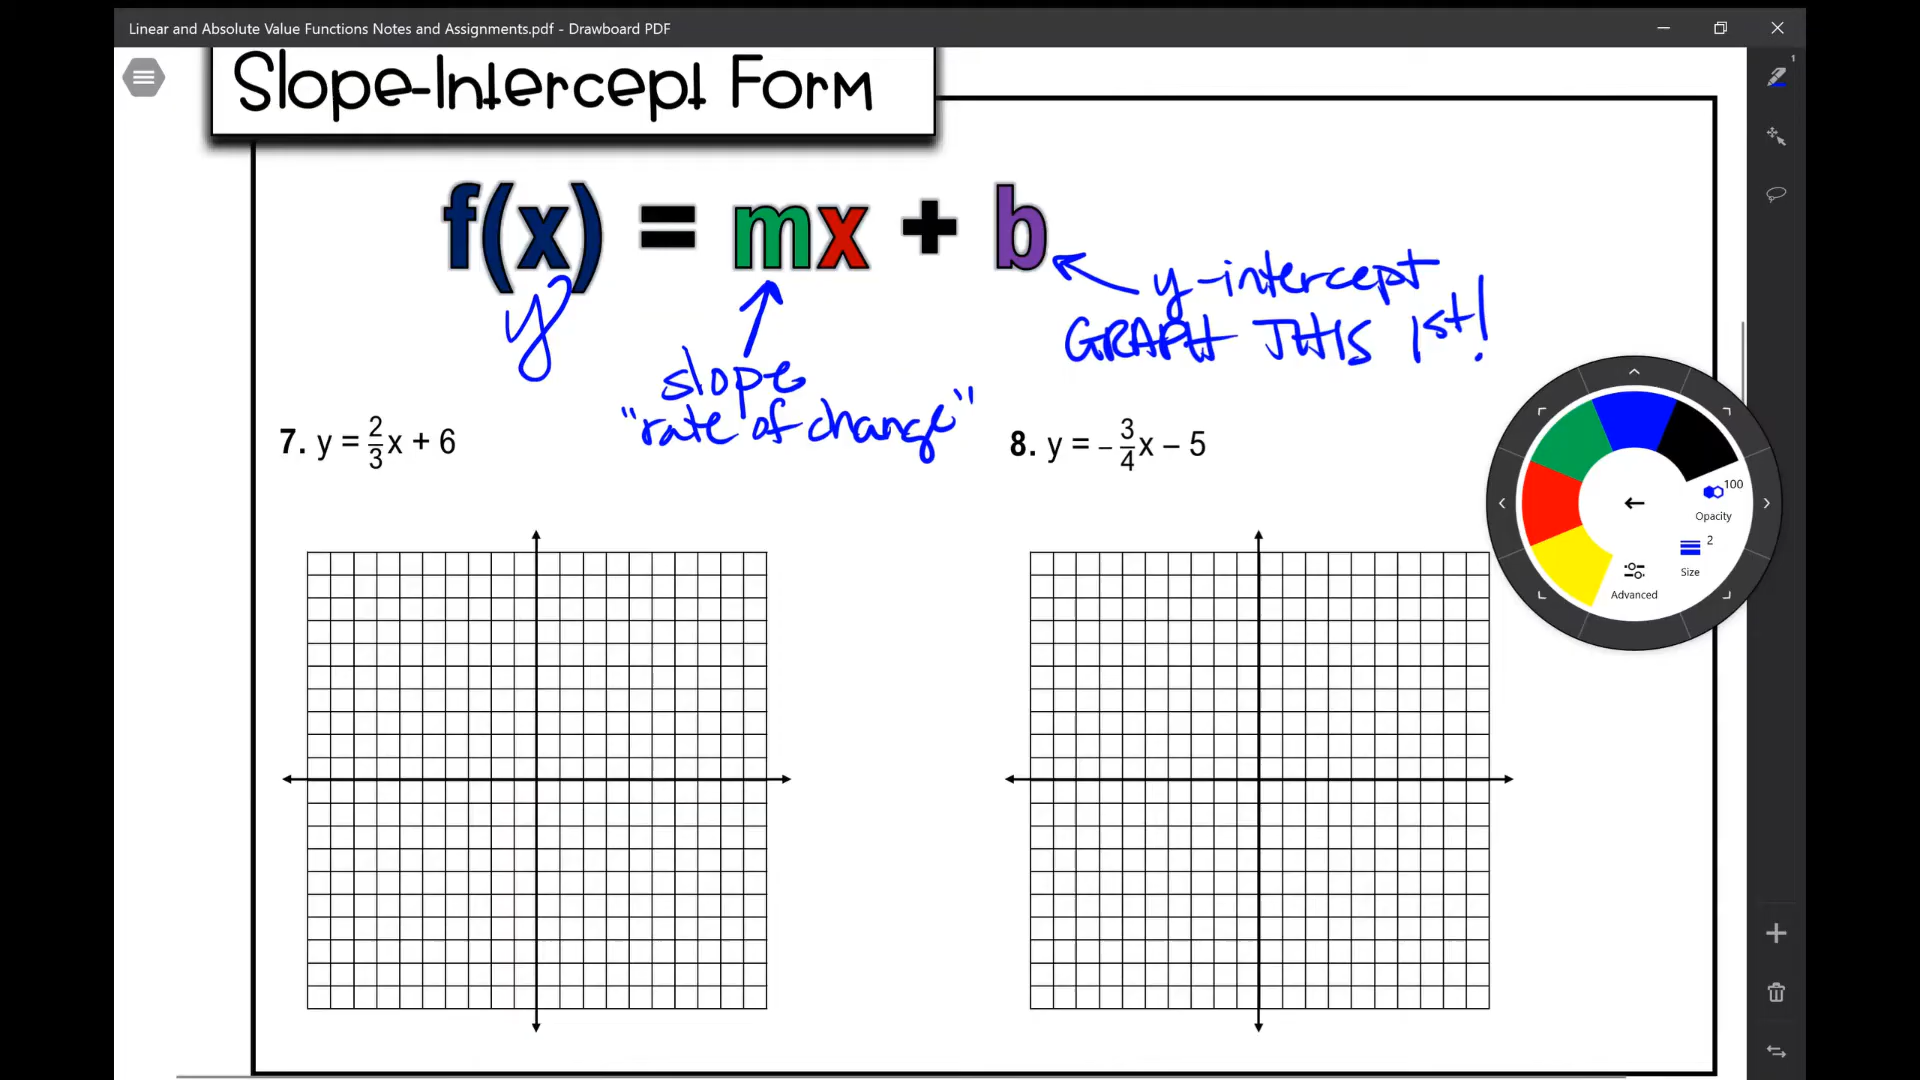 Linear and Absolute Value Functions Notes and Assignments.pdf - Drawboard PDF
1
Slope-Intercept Form
f(x) = mx + b
y
y-intercept
GRAPH THIS 1st!
slope
"rate of change"
7. y = 2/3x + 6
8. y = -3/4x - 5
100
Opacity
2
Size
Advanced